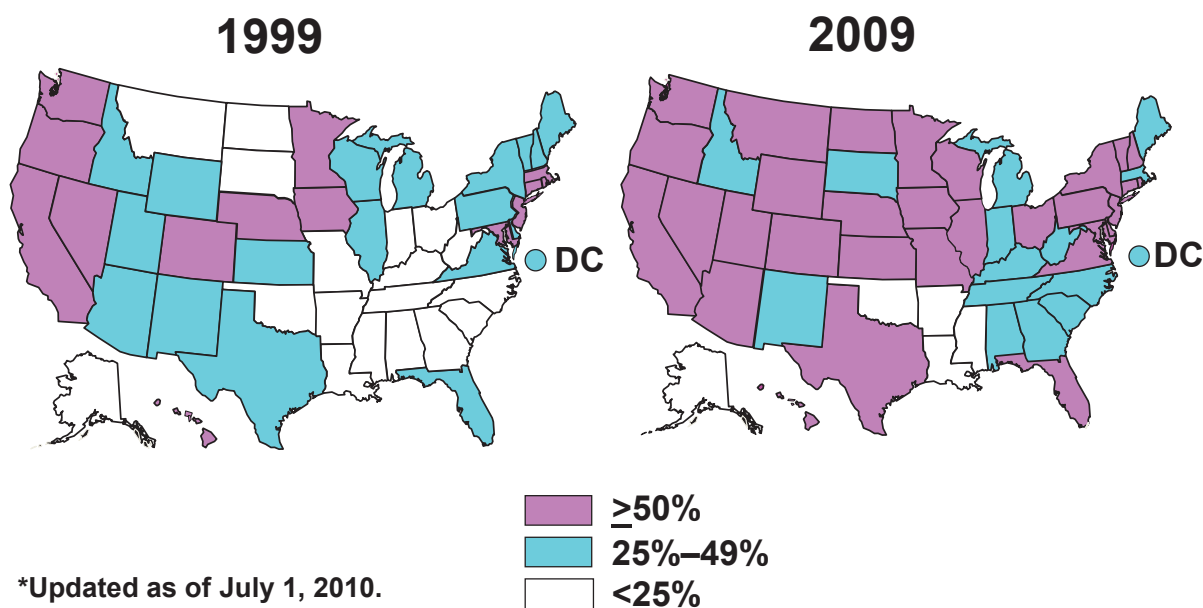 1999
2009
DC
DC
≥50%
25%–49%
<25%
*Updated as of July 1, 2010.